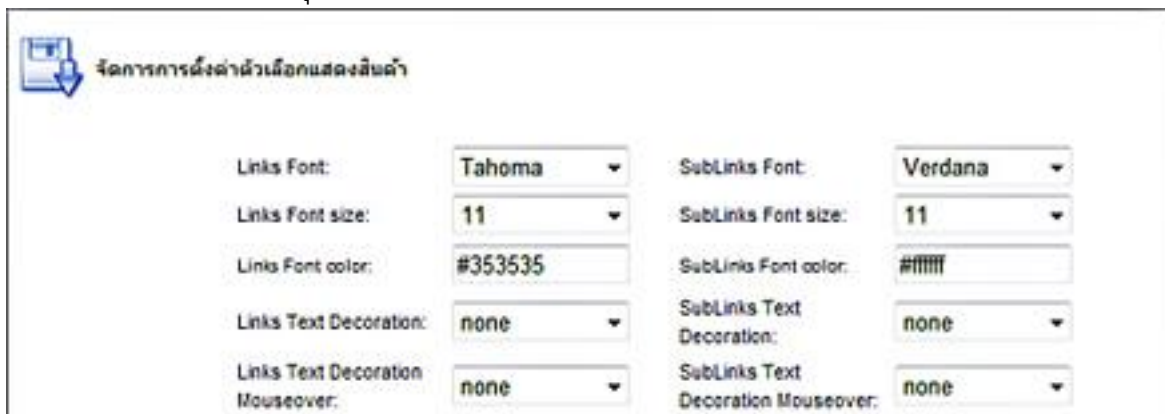 จัดการการตั้งค่าตัวเลือกแสดงสินค้า
Links Font: Tahoma SubLinks Font: Verdana
Links Font size: 11 SubLinks Font size: 11
Links Font color: #353535 SubLinks Font color: #ffffff
Links Text Decoration: none SubLinks Text Decoration: none
Links Text Decoration Mouseover: none SubLinks Text Decoration Mouseover: none